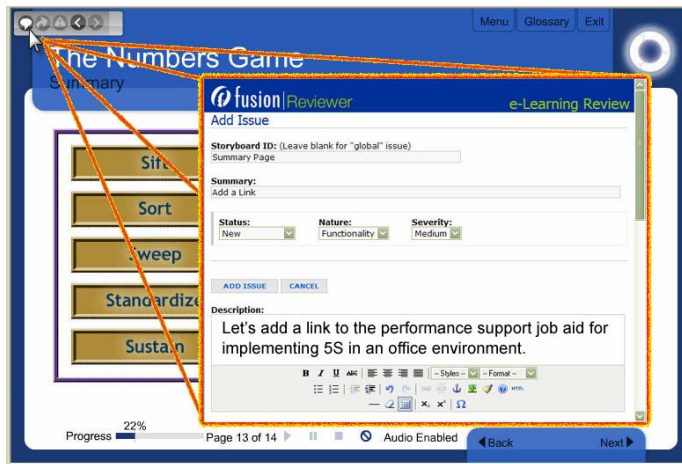 Menu Glossary Exit
The Numbers Game
Summary
fusion|Reviewer
e-Learning Review
Add Issue
Storyboard ID: (Leave blank for "global" issue)
Summary Page
Summary:
Add a Link
Status: Nature: Severity:
New Functionality Medium
ADD ISSUE CANCEL
Description:
Let's add a link to the performance support job aid for
implementing 5S in an office environment.
B I U ABC -- Styles -- -- Format --
HTML
Sift
Sort
Sweep
Standardize
Sustain
22%
Progress Page 13 of 14 Audio Enabled Back Next